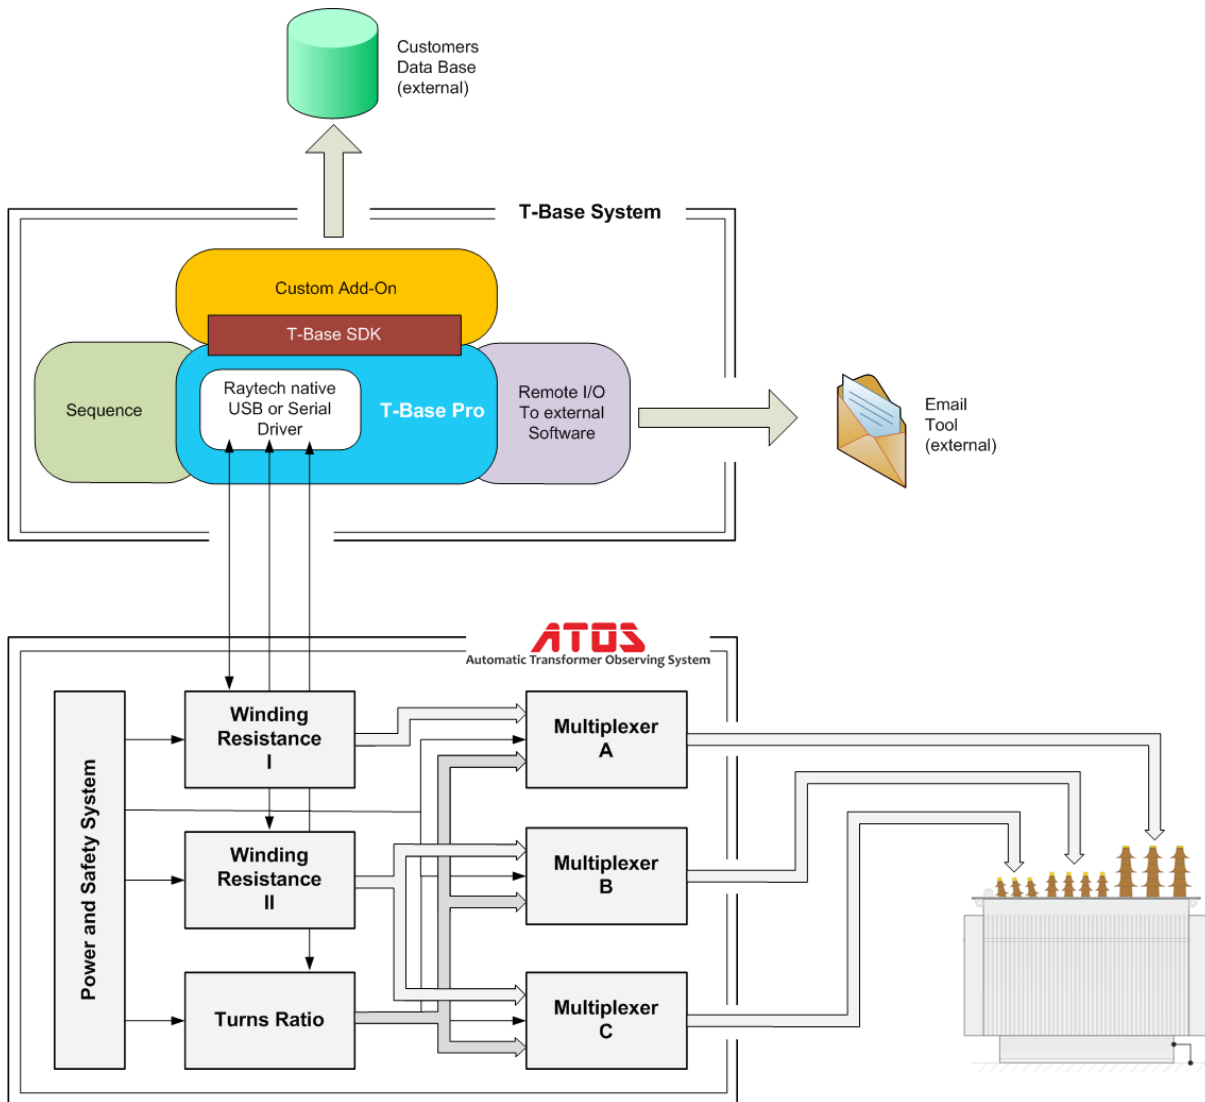 Customers
Data Base
(external)
T-Base System
Custom Add-On
T-Base SDK
Sequence
Raytech native
USB or Serial
Driver
T-Base Pro
Remote I/O
To external
Software
Email
Tool
(external)
ATOS
Automatic Transformer Observing System
Power and Safety System
Winding
Resistance
I
Multiplexer
A
Winding
Resistance
II
Multiplexer
B
Turns Ratio
Multiplexer
C